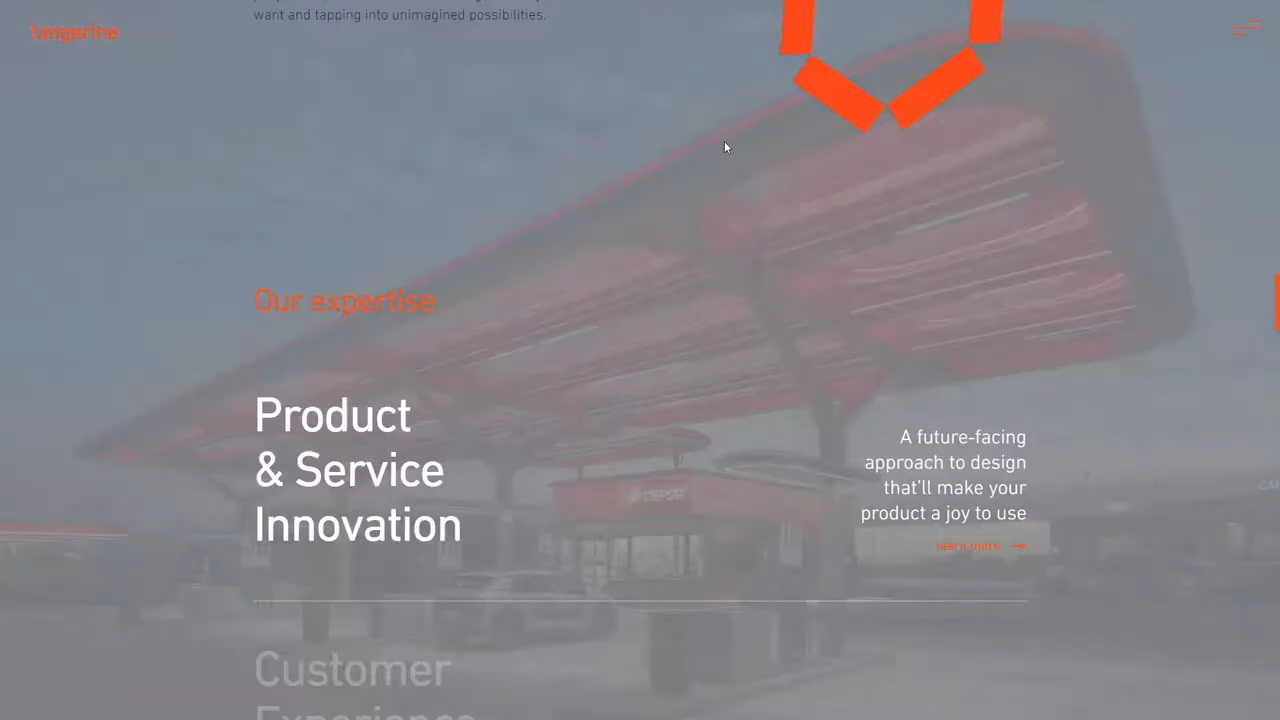 want and tapping into unimagined possibilities.
tangerine
Our expertise
Product
& Service
Innovation
A future-facing
approach to design
that'll make your
product a joy to use
learn more
Customer
Experience